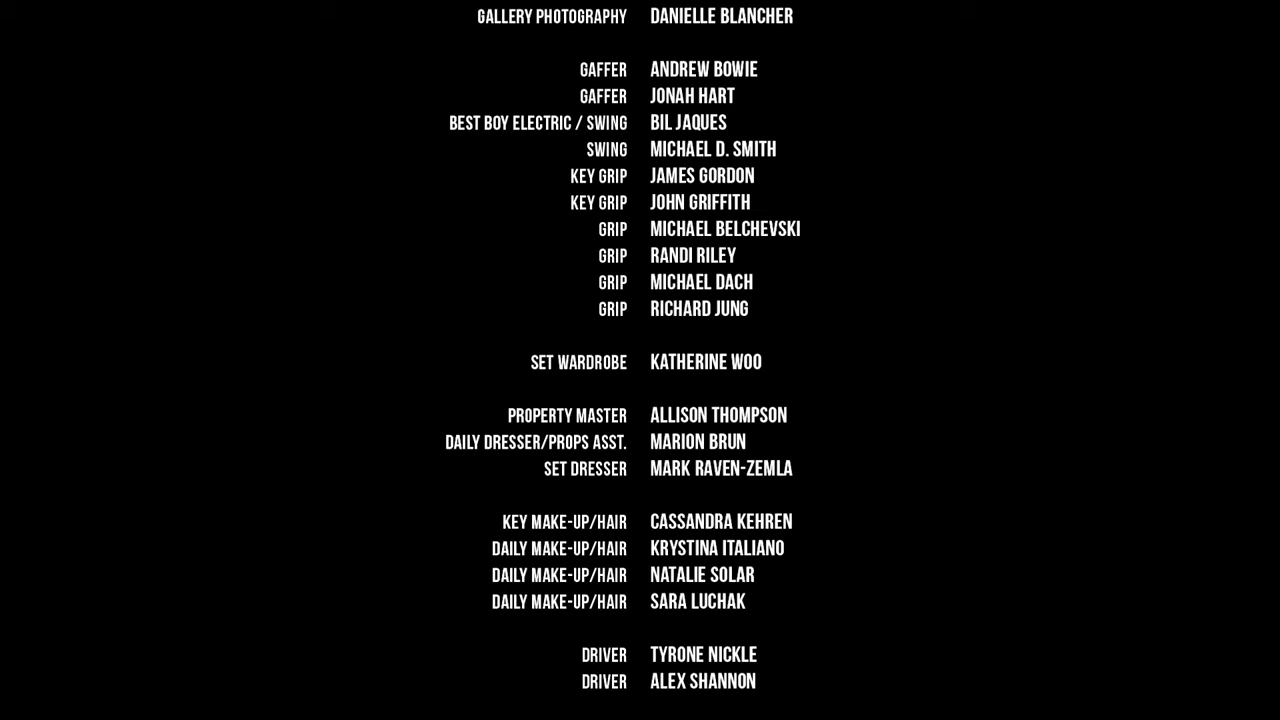 GALLERY PHOTOGRAPHY DANIELLE BLANCHER
GAFFER ANDREW BOWIE
GAFFER JONAH HART
BEST BOY ELECTRIC / SWING BIL JAQUES
SWING MICHAEL D. SMITH
KEY GRIP JAMES GORDON
KEY GRIP JOHN GRIFFITH
GRIP MICHAEL BELCHEVSKI
GRIP RANDI RILEY
GRIP MICHAEL DACH
GRIP RICHARD JUNG
SET WARDROBE KATHERINE WOO
PROPERTY MASTER ALLISON THOMPSON
DAILY DRESSER/PROPS ASST. MARION BRUN
SET DRESSER MARK RAVEN-ZEMLA
KEY MAKE-UP/HAIR CASSANDRA KEHREN
DAILY MAKE-UP/HAIR KRYSTINA ITALIANO
DAILY MAKE-UP/HAIR NATALIE SOLAR
DAILY MAKE-UP/HAIR SARA LUCHAK
DRIVER TYRONE NICKLE
DRIVER ALEX SHANNON